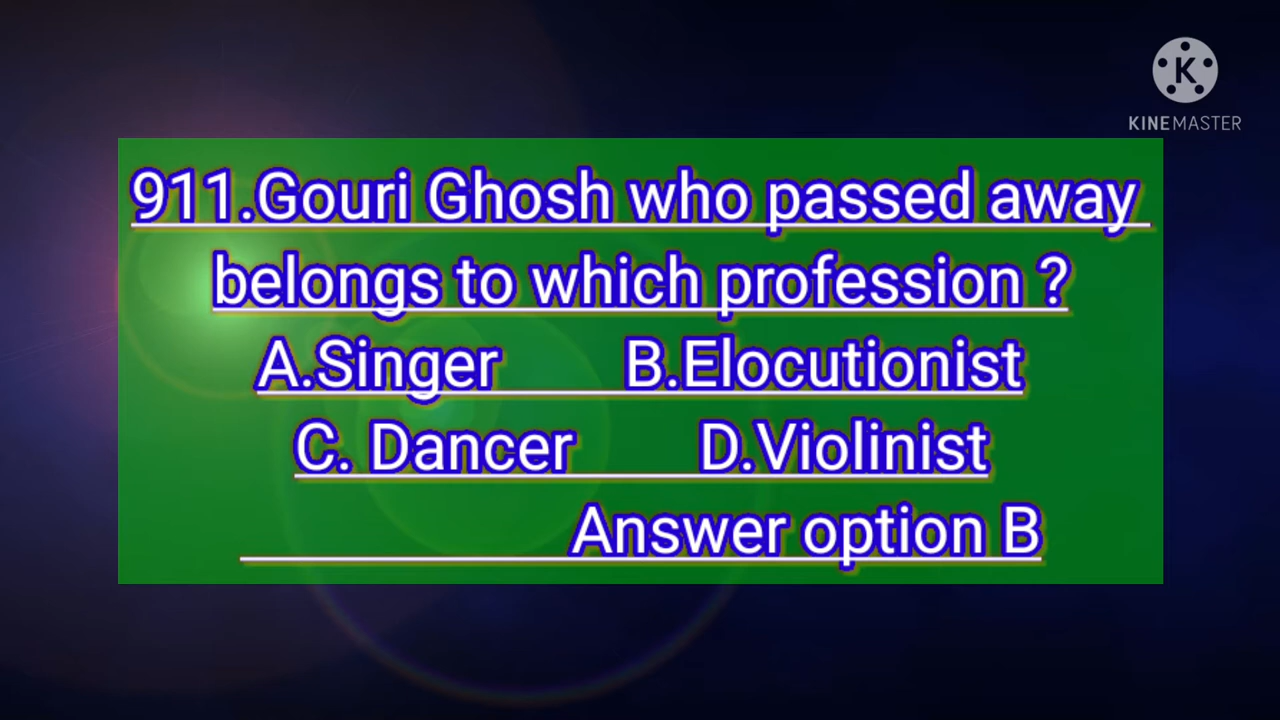 K
KINEMASTER
911.Gouri Ghosh who passed away
belongs to which profession ?
A.Singer B.Elocutionist
C. Dancer D.Violinist
Answer option B